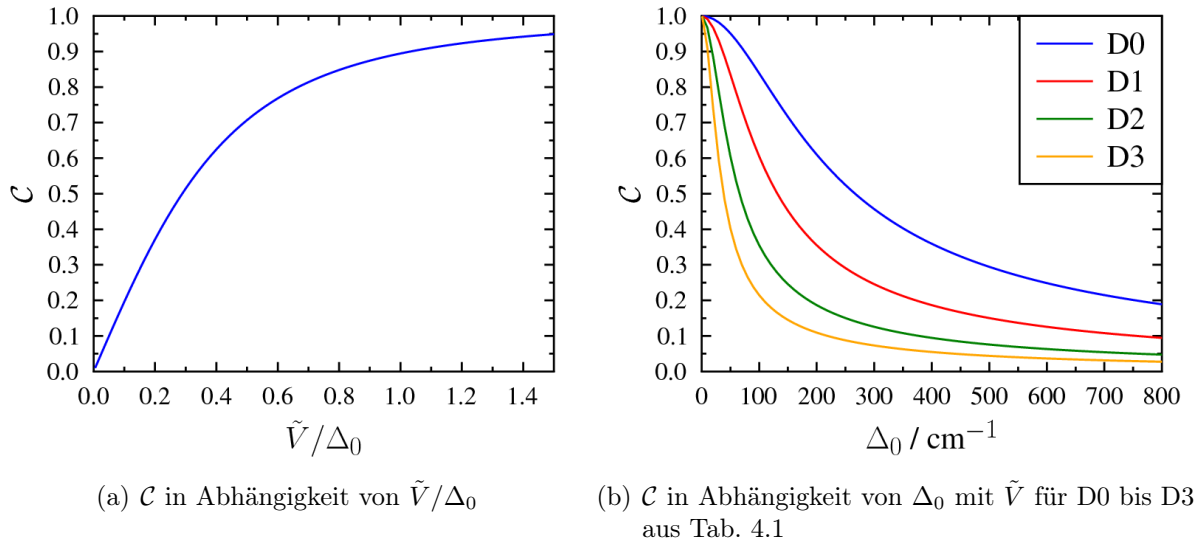 1.0
0.9
0.8
0.7
0.6
0.5
0.4
0.3
0.2
0.1
0.0
C
0.0 0.2 0.4 0.6 0.8 1.0 1.2 1.4
Ṽ/Δ₀
(a) C in Abhängigkeit von Ṽ/Δ₀
1.0
0.9
0.8
0.7
0.6
0.5
0.4
0.3
0.2
0.1
0.0
C
0 100 200 300 400 500 600 700 800
Δ₀ / cm⁻¹
D0
D1
D2
D3
(b) C in Abhängigkeit von Δ₀ mit Ṽ für D0 bis D3
aus Tab. 4.1